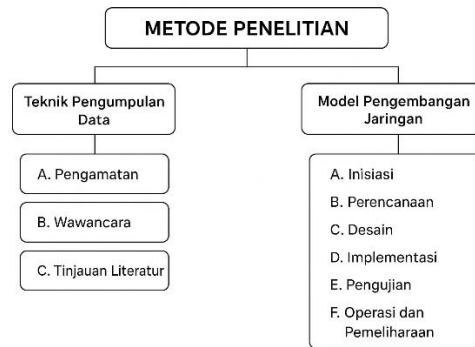 METODE PENELITIAN
Teknik Pengumpulan
Data
A. Pengamatan
B. Wawancara
C. Tinjauan Literatur
Model Pengembangan
Jaringan
A. Inisiasi
B. Perencanaan
C. Desain
D. Implementasi
E. Pengujian
F. Operasi dan
Pemeliharaan